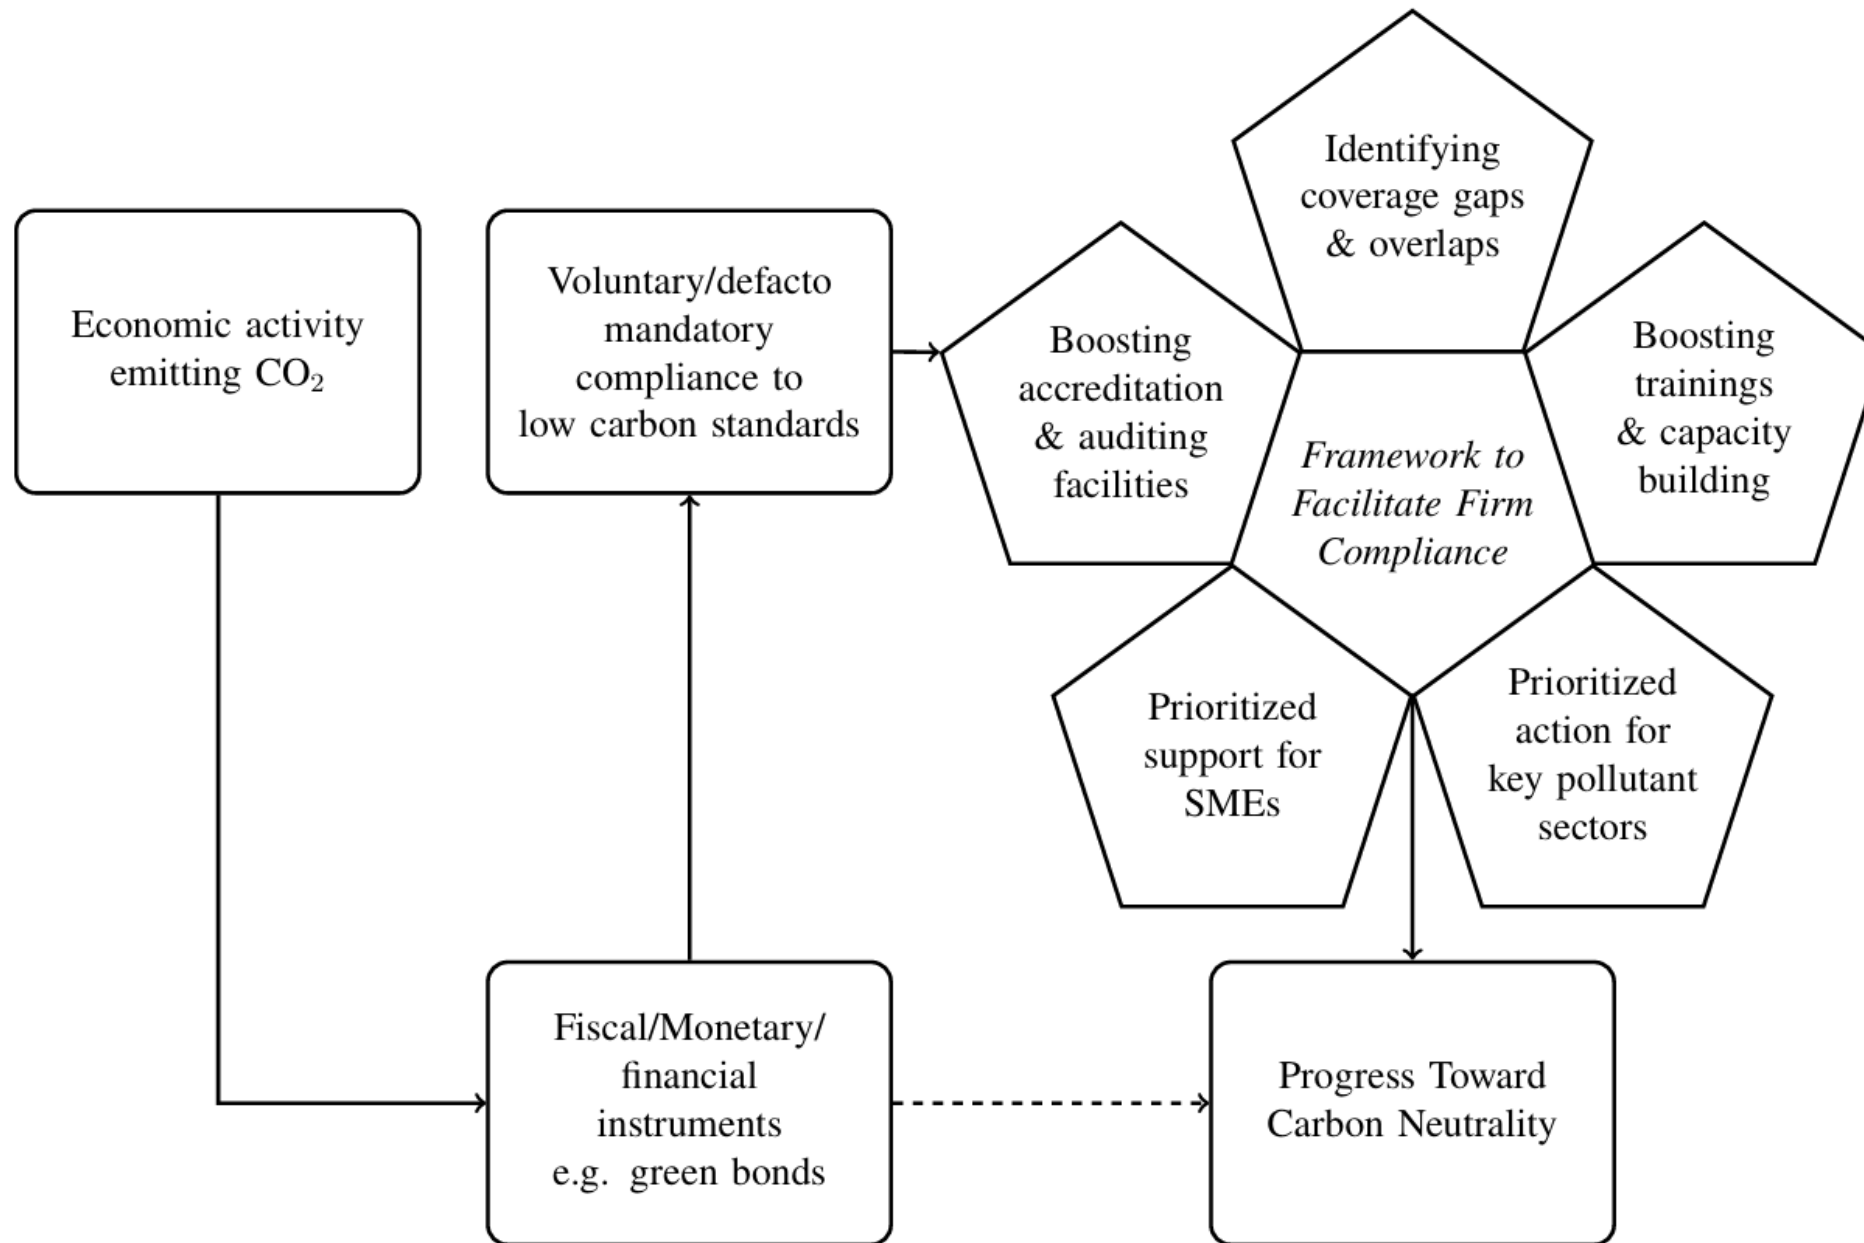 Economic activity
emitting CO₂
Voluntary/defacto
mandatory
compliance to
low carbon standards
Identifying
coverage gaps
& overlaps
Boosting
accreditation
& auditing
facilities
Boosting
trainings
& capacity
building
Framework to
Facilitate Firm
Compliance
Prioritized
support for
SMEs
Prioritized
action for
key pollutant
sectors
Fiscal/Monetary/
financial
instruments
e.g. green bonds
Progress Toward
Carbon Neutrality